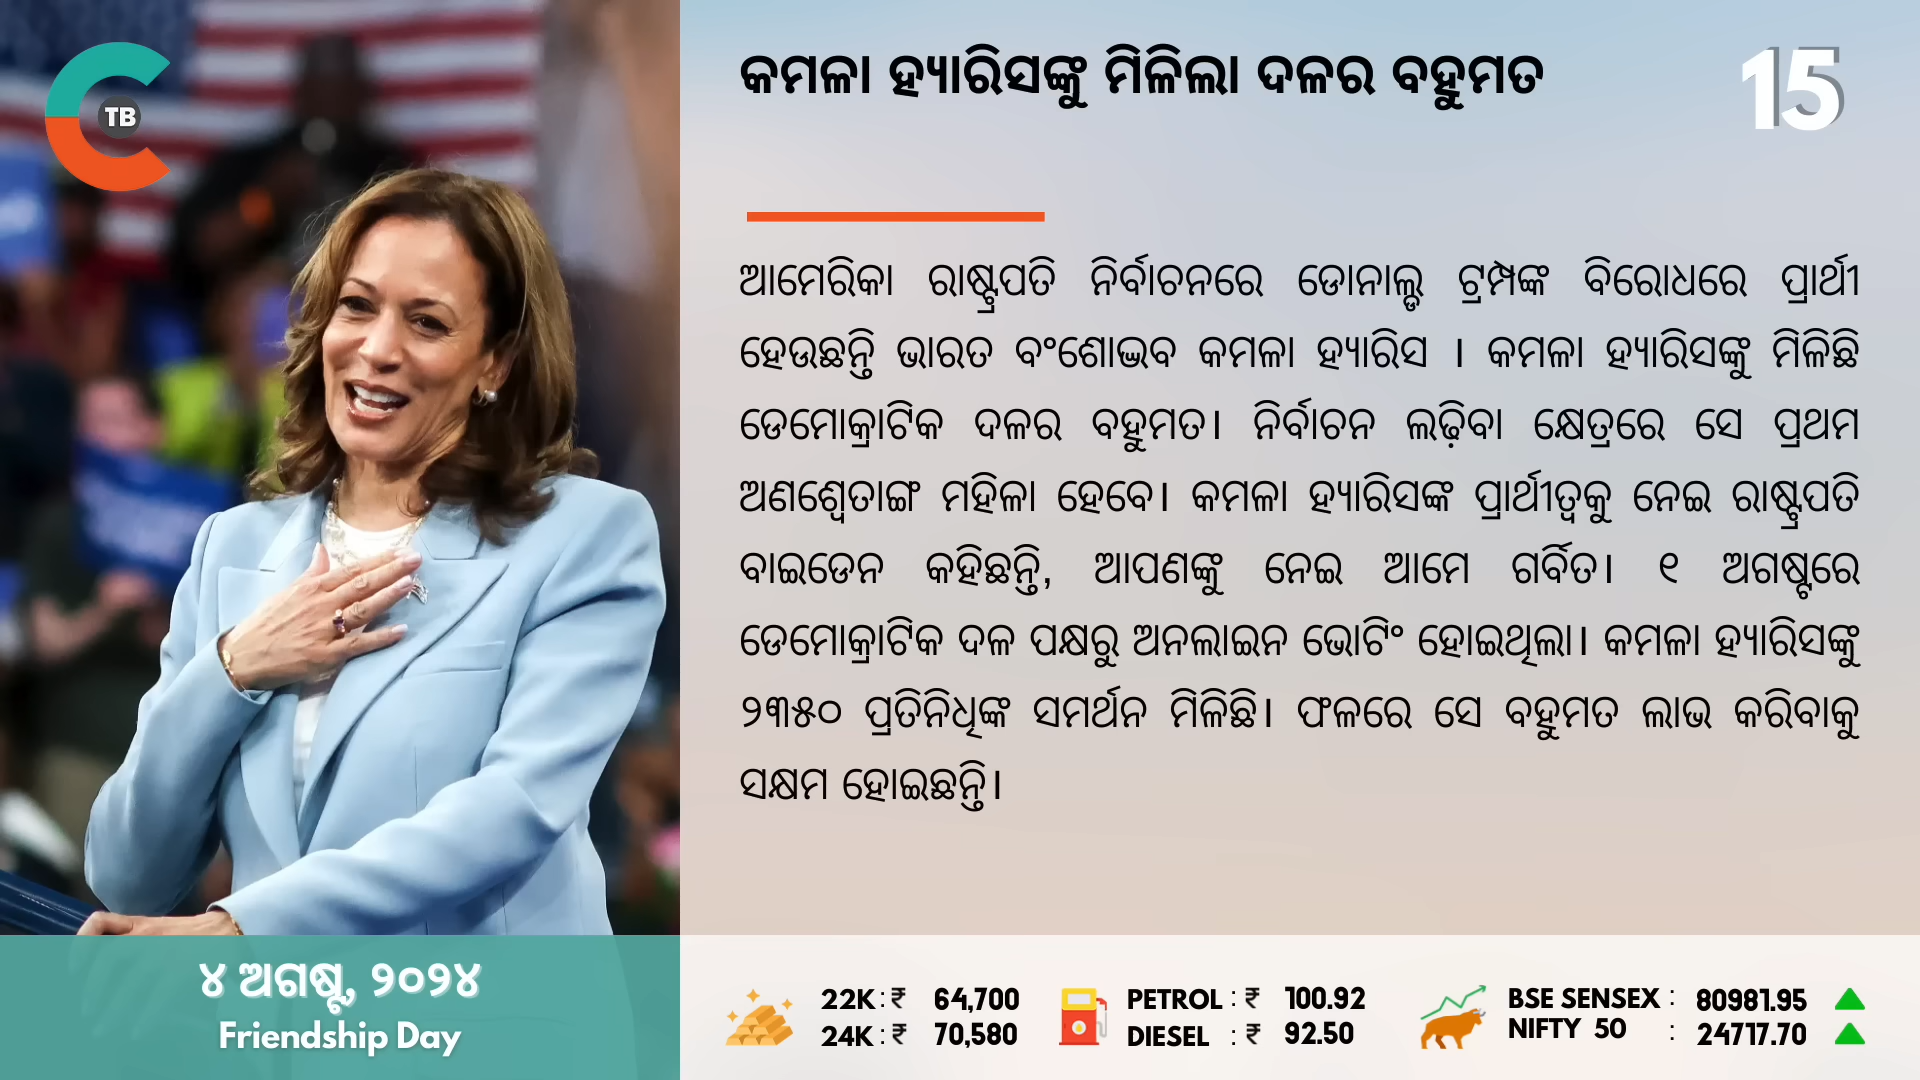 TB
କମଳା ହ୍ୟାରିସଙ୍କୁ ମିଳିଲା ଦଳର ବହୁମତ
15
ଆମେରିକା ରାଷ୍ଟ୍ରପତି ନିର୍ବାଚନରେ ଡୋନାଲ୍ଡ ଟ୍ରମ୍ପଙ୍କ ବିରୋଧରେ ପ୍ରାର୍ଥୀ
ହେଉଛନ୍ତି ଭାରତ ବଂଶୋଦ୍ଭବ କମଳା ହ୍ୟାରିସ । କମଳା ହ୍ୟାରିସଙ୍କୁ ମିଳିଛି
ଡେମୋକ୍ରାଟିକ ଦଳର ବହୁମତ। ନିର୍ବାଚନ ଲଢ଼ିବା କ୍ଷେତ୍ରରେ ସେ ପ୍ରଥମ
ଅଣଶ୍ୱେତାଙ୍ଗ ମହିଳା ହେବେ। କମଳା ହ୍ୟାରିସଙ୍କ ପ୍ରାର୍ଥୀତ୍ୱକୁ ନେଇ ରାଷ୍ଟ୍ରପତି
ବାଇଡେନ କହିଛନ୍ତି, ଆପଣଙ୍କୁ ନେଇ ଆମେ ଗର୍ବିତ। ୧ ଅଗଷ୍ଟରେ
ଡେମୋକ୍ରାଟିକ ଦଳ ପକ୍ଷରୁ ଅନଲାଇନ ଭୋଟିଂ ହୋଇଥିଲା। କମଳା ହ୍ୟାରିସଙ୍କୁ
୨୩୫୦ ପ୍ରତିନିଧିଙ୍କ ସମର୍ଥନ ମିଳିଛି। ଫଳରେ ସେ ବହୁମତ ଲାଭ କରିବାକୁ
ସକ୍ଷମ ହୋଇଛନ୍ତି।
୪ ଅଗଷ୍ଟ, ୨୦୨୪
Friendship Day
22K : ₹ 64,700
24K : ₹ 70,580
PETROL : ₹ 100.92
DIESEL : ₹ 92.50
BSE SENSEX : 80981.95
NIFTY 50 : 24717.70